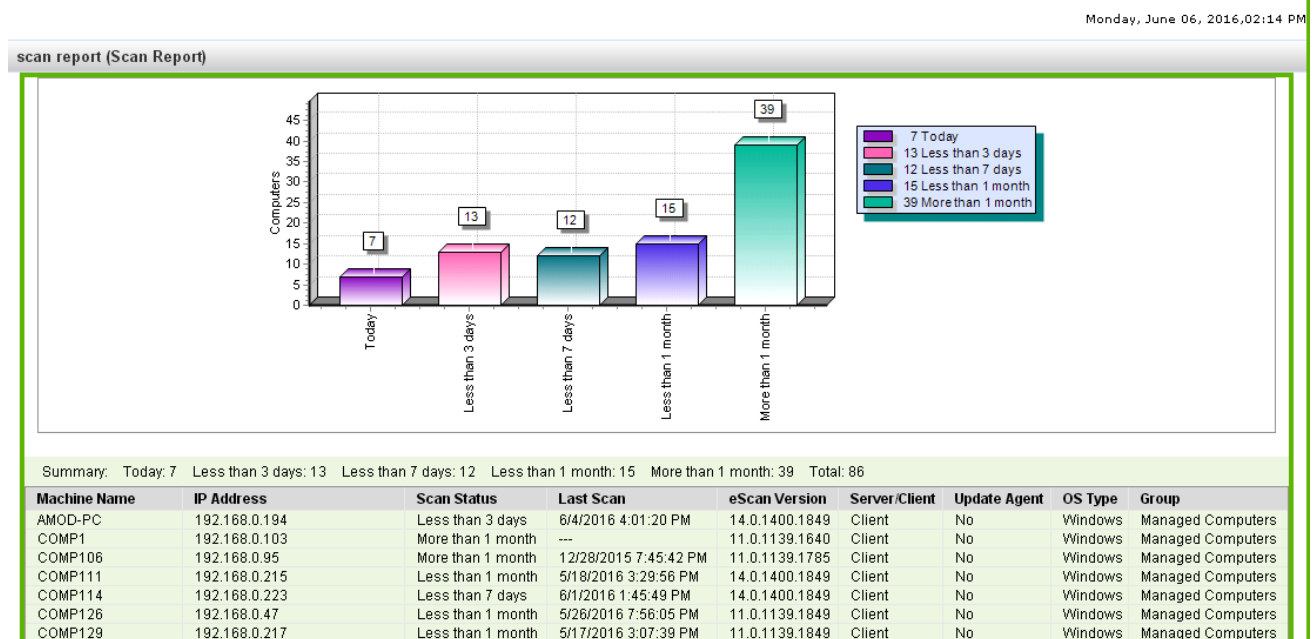 Monday, June 06, 2016,02:14 PM
scan report (Scan Report)
Computers
45
40
35
30
25
20
15
10
5
0
7
13
12
15
39
Today
Less than 3 days
Less than 7 days
Less than 1 month
More than 1 month
7 Today
13 Less than 3 days
12 Less than 7 days
15 Less than 1 month
39 More than 1 month
Summary: Today: 7 Less than 3 days: 13 Less than 7 days: 12 Less than 1 month: 15 More than 1 month: 39 Total: 86
Machine Name IP Address Scan Status Last Scan eScan Version Server/Client Update Agent OS Type Group
AMOD-PC 192.168.0.194 Less than 3 days 6/4/2016 4:01:20 PM 14.0.1400.1849 Client No Windows Managed Computers
COMP1 192.168.0.103 More than 1 month --- 11.0.1139.1640 Client No Windows Managed Computers
COMP106 192.168.0.95 More than 1 month 12/28/2015 7:45:42 PM 11.0.1139.1785 Client No Windows Managed Computers
COMP111 192.168.0.215 Less than 1 month 5/18/2016 3:29:56 PM 14.0.1400.1849 Client No Windows Managed Computers
COMP114 192.168.0.223 Less than 7 days 6/1/2016 1:45:49 PM 14.0.1400.1849 Client No Windows Managed Computers
COMP126 192.168.0.47 Less than 1 month 5/26/2016 7:56:05 PM 11.0.1139.1849 Client No Windows Managed Computers
COMP129 192.168.0.217 Less than 1 month 5/17/2016 3:07:39 PM 11.0.1139.1849 Client No Windows Managed Computers